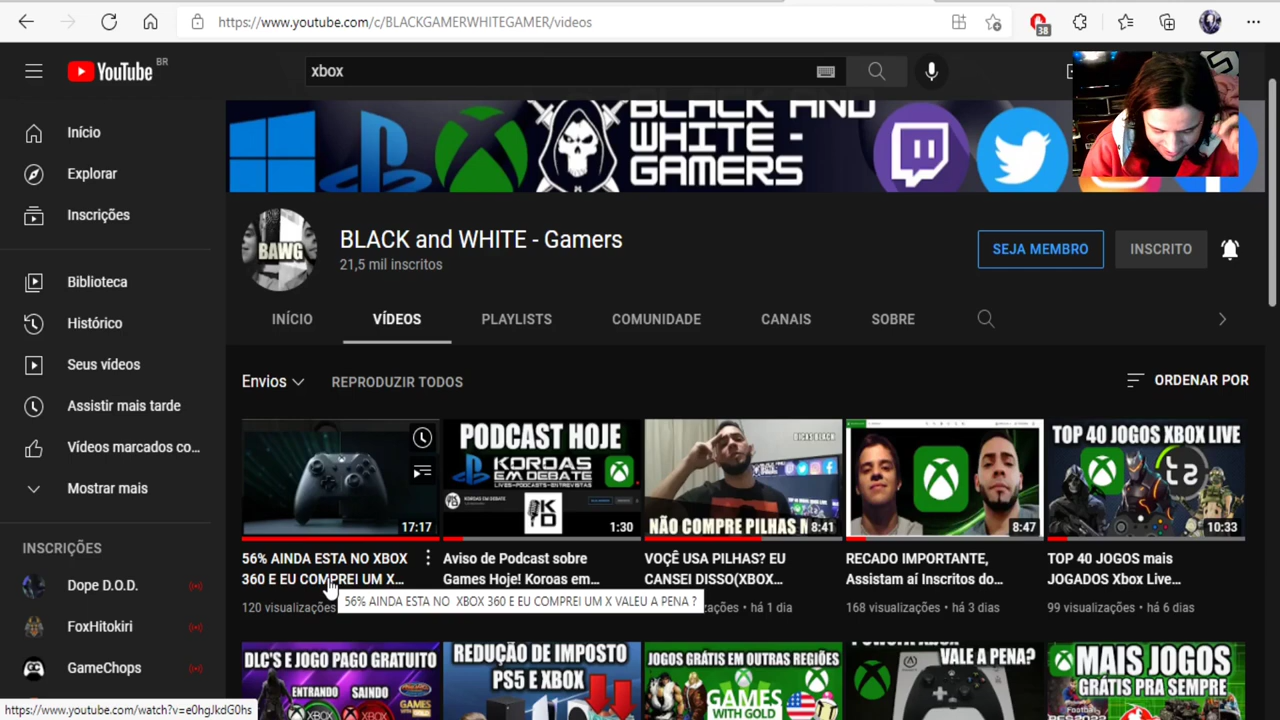 https://www.youtube.com/c/BLACKGAMERWHITEGAMER/videos
38
YouTube BR
xbox
BLACK AND
WHITE -
GAMERS
Início
Explorar
Inscrições
Biblioteca
Histórico
Seus vídeos
Assistir mais tarde
Vídeos marcados co...
Mostrar mais
INSCRIÇÕES
Dope D.O.D.
FoxHitokiri
GameChops
BAWG
BLACK and WHITE - Gamers
21,5 mil inscritos
SEJA MEMBRO
INSCRITO
INÍCIO
VÍDEOS
PLAYLISTS
COMUNIDADE
CANAIS
SOBRE
Envios
REPRODUZIR TODOS
ORDENAR POR
17:17
56% AINDA ESTA NO XBOX
360 E EU COMPREI UM X...
120 visualizações
56% AINDA ESTA NO XBOX 360 E EU COMPREI UM X VALEU A PENA ?
PODCAST HOJE
KOROAS
EM DEBATE
LIVES-PODCASTS-ENTREVISTAS
KD
1:30
Aviso de Podcast sobre
Games Hoje! Koroas em...
DICAS BLACK
NÃO COMPRE PILHAS
8:41
VOÇÊ USA PILHAS? EU
CANSEI DISSO(XBOX...
há 1 dia
8:47
RECADO IMPORTANTE,
Assistam aí Inscritos do...
168 visualizações • há 3 dias
TOP 40 JOGOS XBOX LIVE
10:33
TOP 40 JOGOS mais
JOGADOS Xbox Live...
99 visualizações • há 6 dias
DLC'S E JOGO PAGO GRATUITO
ENTRANDO SAINDO
REDUÇÃO DE IMPOSTO
PS5 E XBOX
JOGOS GRÁTIS EM OUTRAS REGIÕES
GAMES
WITH GOLD
VALE A PENA?
MAIS JOGOS
GRÁTIS PRA SEMPRE
https://www.youtube.com/watch?v=e0hgJkdG0hs